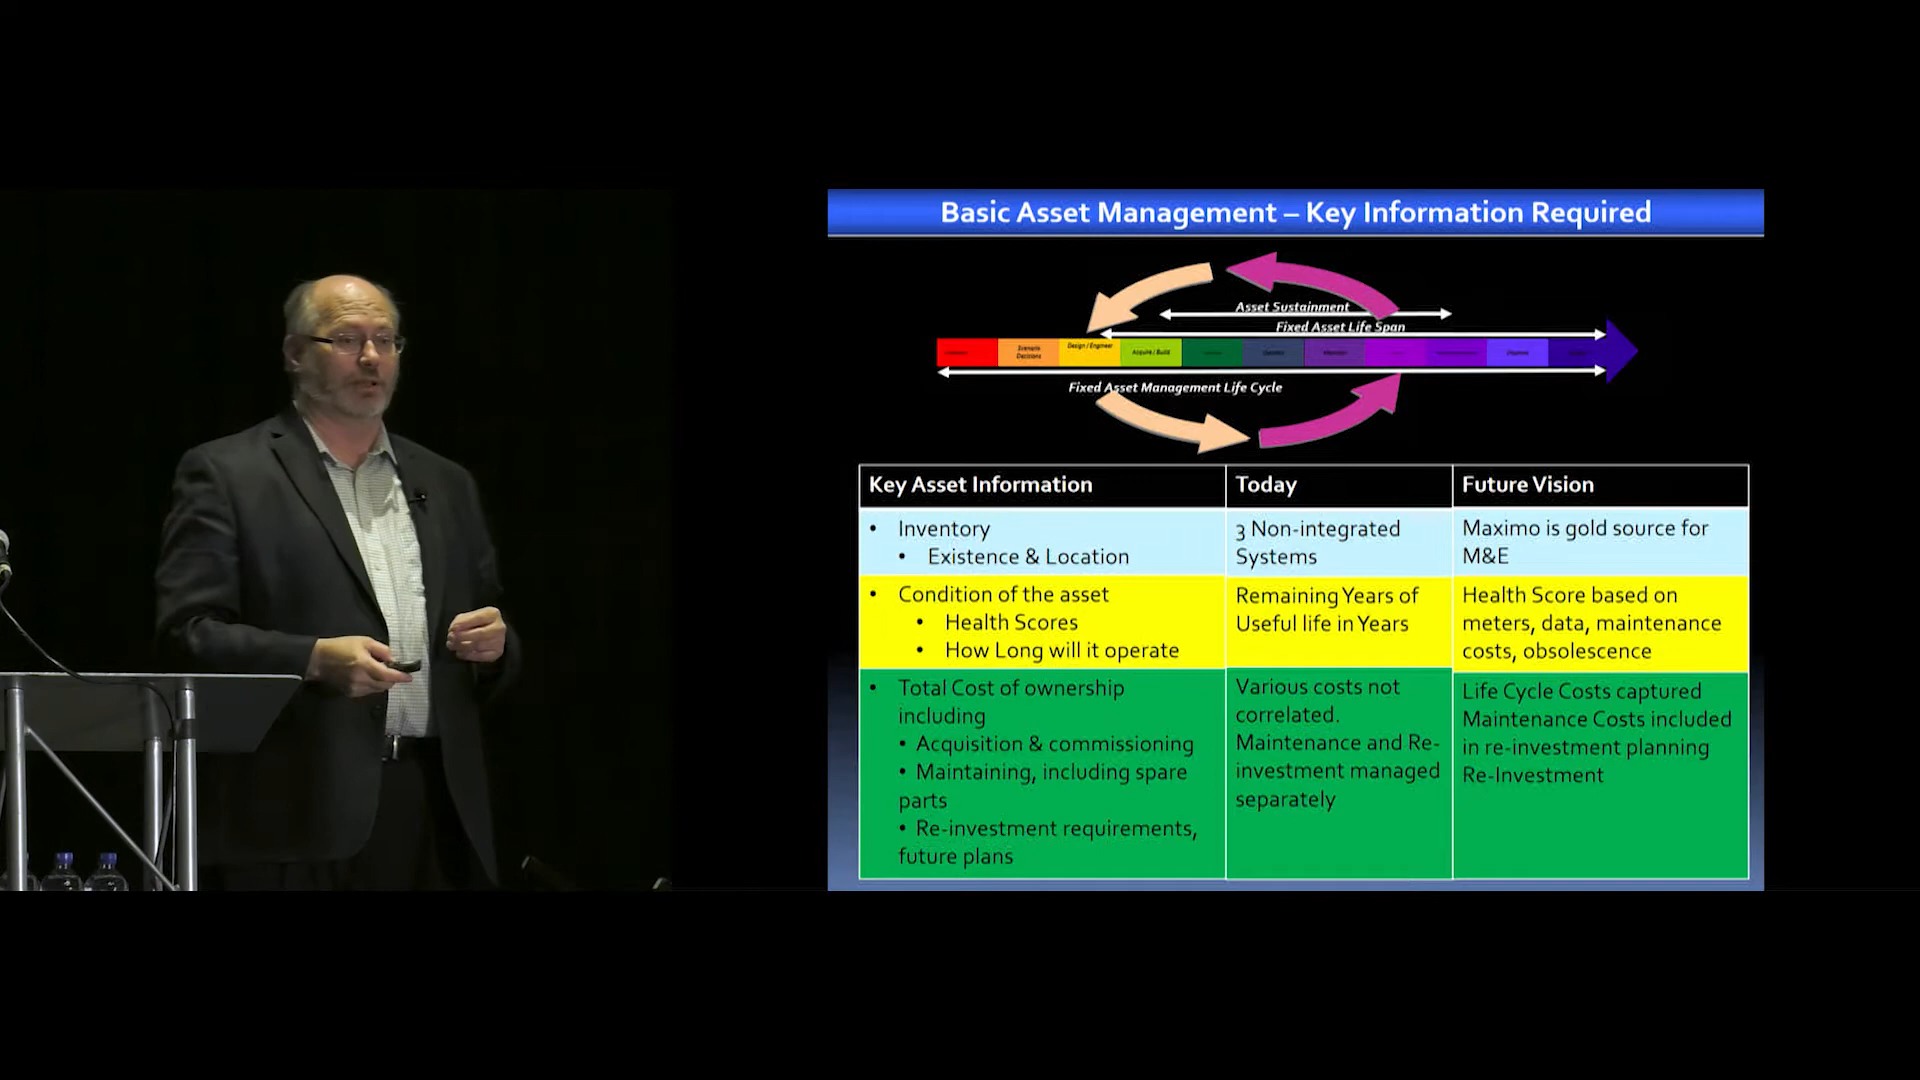 Basic Asset Management – Key Information Required
Asset Sustainment
Fixed Asset Life Span
Scenario
Decisions
Design / Engineer
Acquire / Build
Fixed Asset Management Life Cycle
Key Asset Information
Today
Future Vision
• Inventory
• Existence & Location
3 Non-integrated
Systems
Maximo is gold source for
M&E
• Condition of the asset
• Health Scores
• How Long will it operate
Remaining Years of
Useful life in Years
Health Score based on
meters, data, maintenance
costs, obsolescence
• Total Cost of ownership
including
• Acquisition & commissioning
• Maintaining, including spare
parts
• Re-investment requirements,
future plans
Various costs not
correlated.
Maintenance and Re-
investment managed
separately
Life Cycle Costs captured
Maintenance Costs included
in re-investment planning
Re-Investment